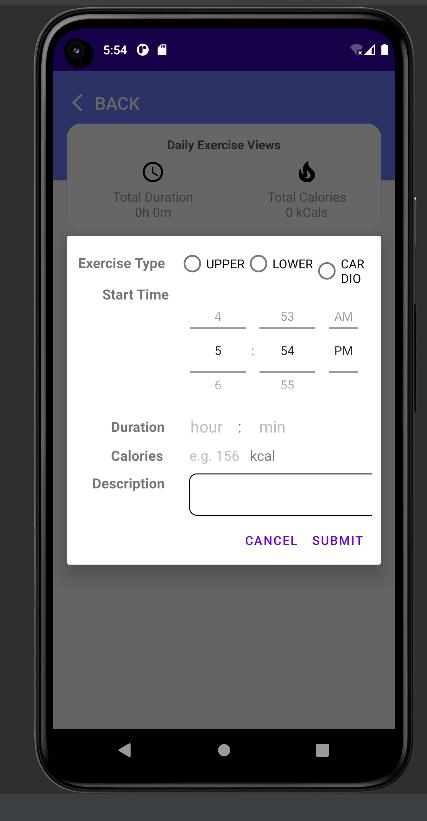 5:54
BACK
Daily Exercise Views
Total Duration
0h 0m
Total Calories
0 kCals
Exercise Type
UPPER
LOWER
CAR
DIO
Start Time
4 53 AM
5 : 54 PM
6 55
Duration hour : min
Calories e.g. 156 kcal
Description
CANCEL SUBMIT